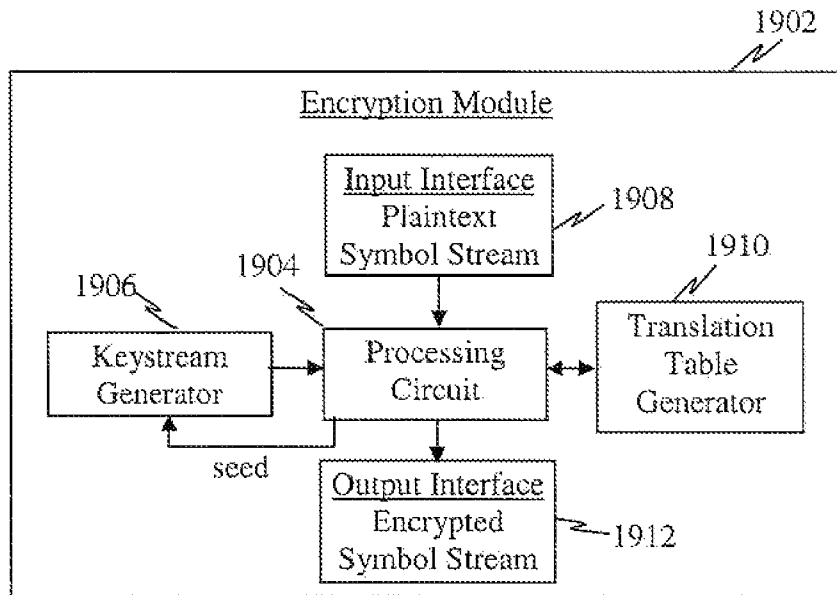 1902
Encryption Module
Input Interface
Plaintext
Symbol Stream
1908
1904
1910
1906
Keystream
Generator
Processing
Circuit
Translation
Table
Generator
seed
Output Interface
Encrypted
Symbol Stream
1912